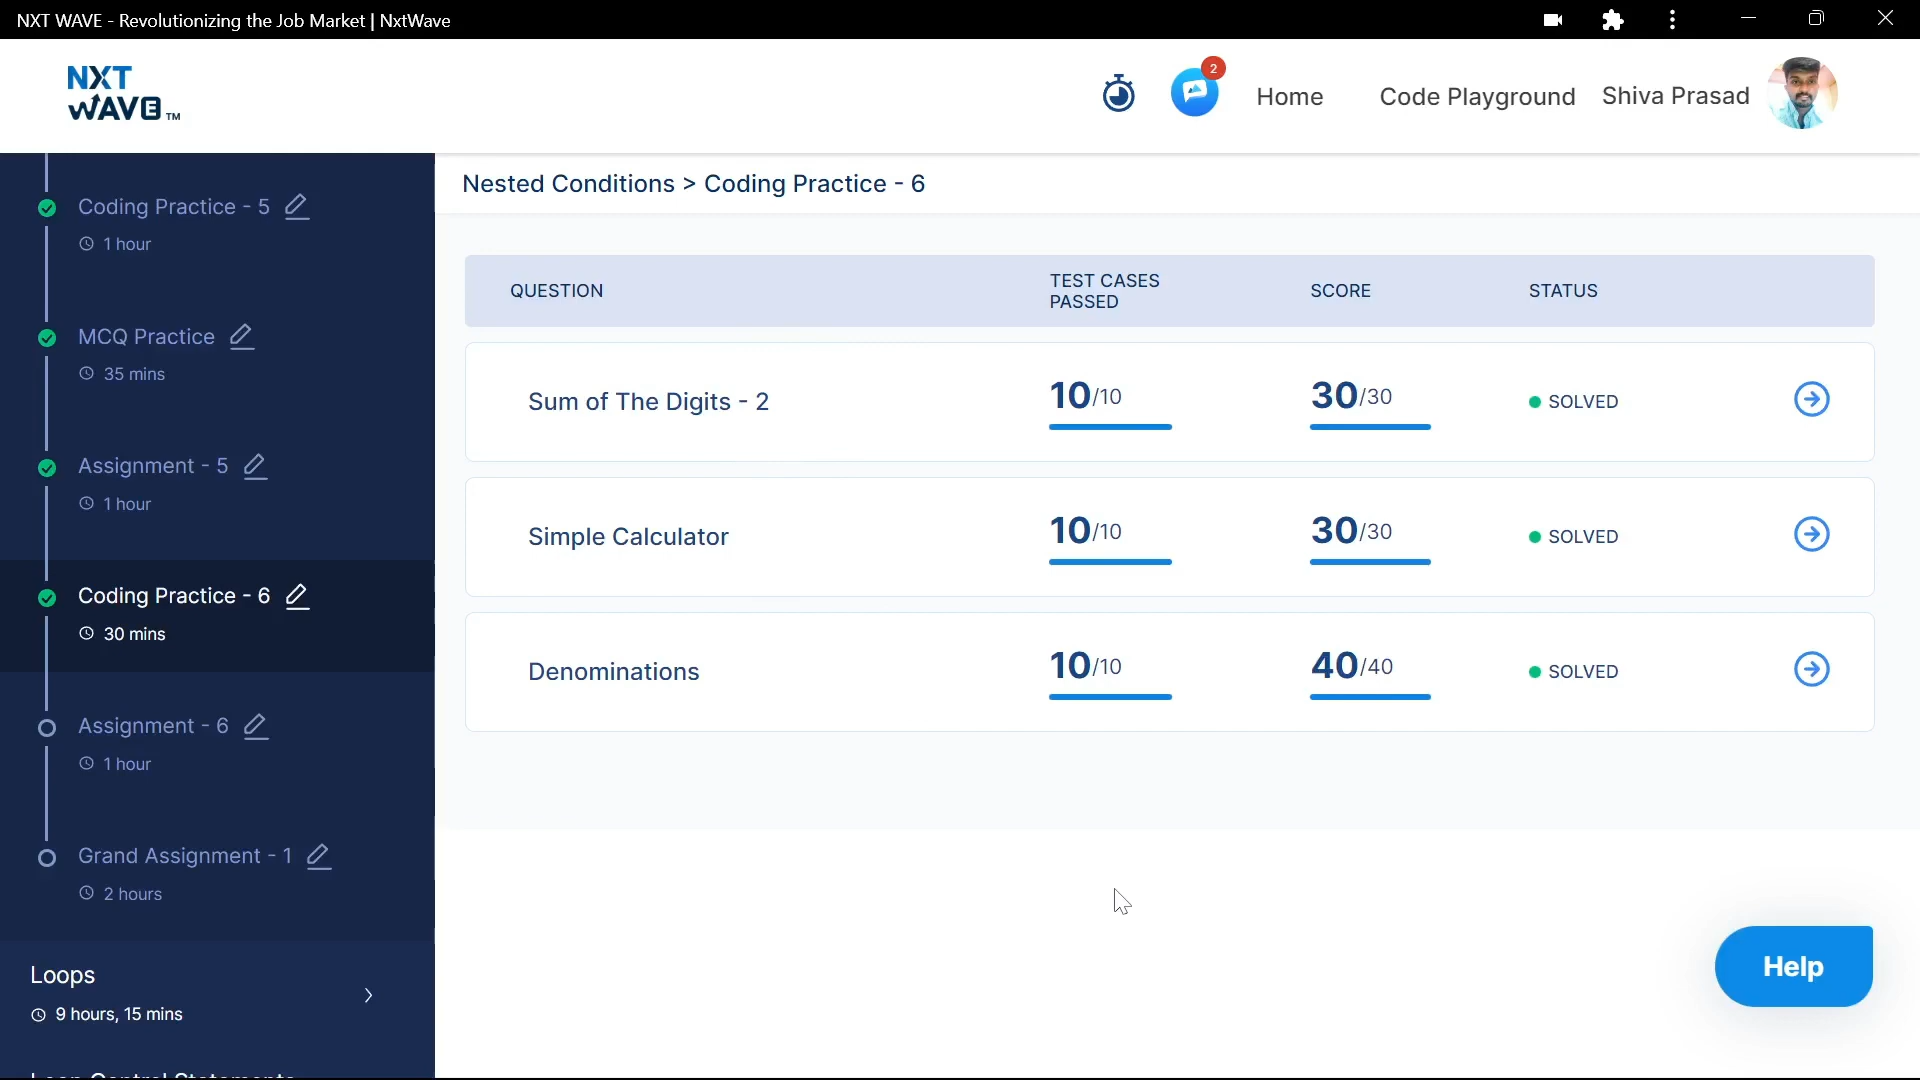 NXT WAVE - Revolutionizing the Job Market | NxtWave
NXT
WAVE TM
2
Home
Code Playground
Shiva Prasad
Coding Practice - 5
1 hour
MCQ Practice
35 mins
Assignment - 5
1 hour
Coding Practice - 6
30 mins
Assignment - 6
1 hour
Grand Assignment - 1
2 hours
Loops
9 hours, 15 mins
Loop Control Statements
Nested Conditions > Coding Practice - 6
QUESTION
TEST CASES
PASSED
SCORE
STATUS
Sum of The Digits - 2
10/10
30/30
SOLVED
Simple Calculator
10/10
30/30
SOLVED
Denominations
10/10
40/40
SOLVED
Help